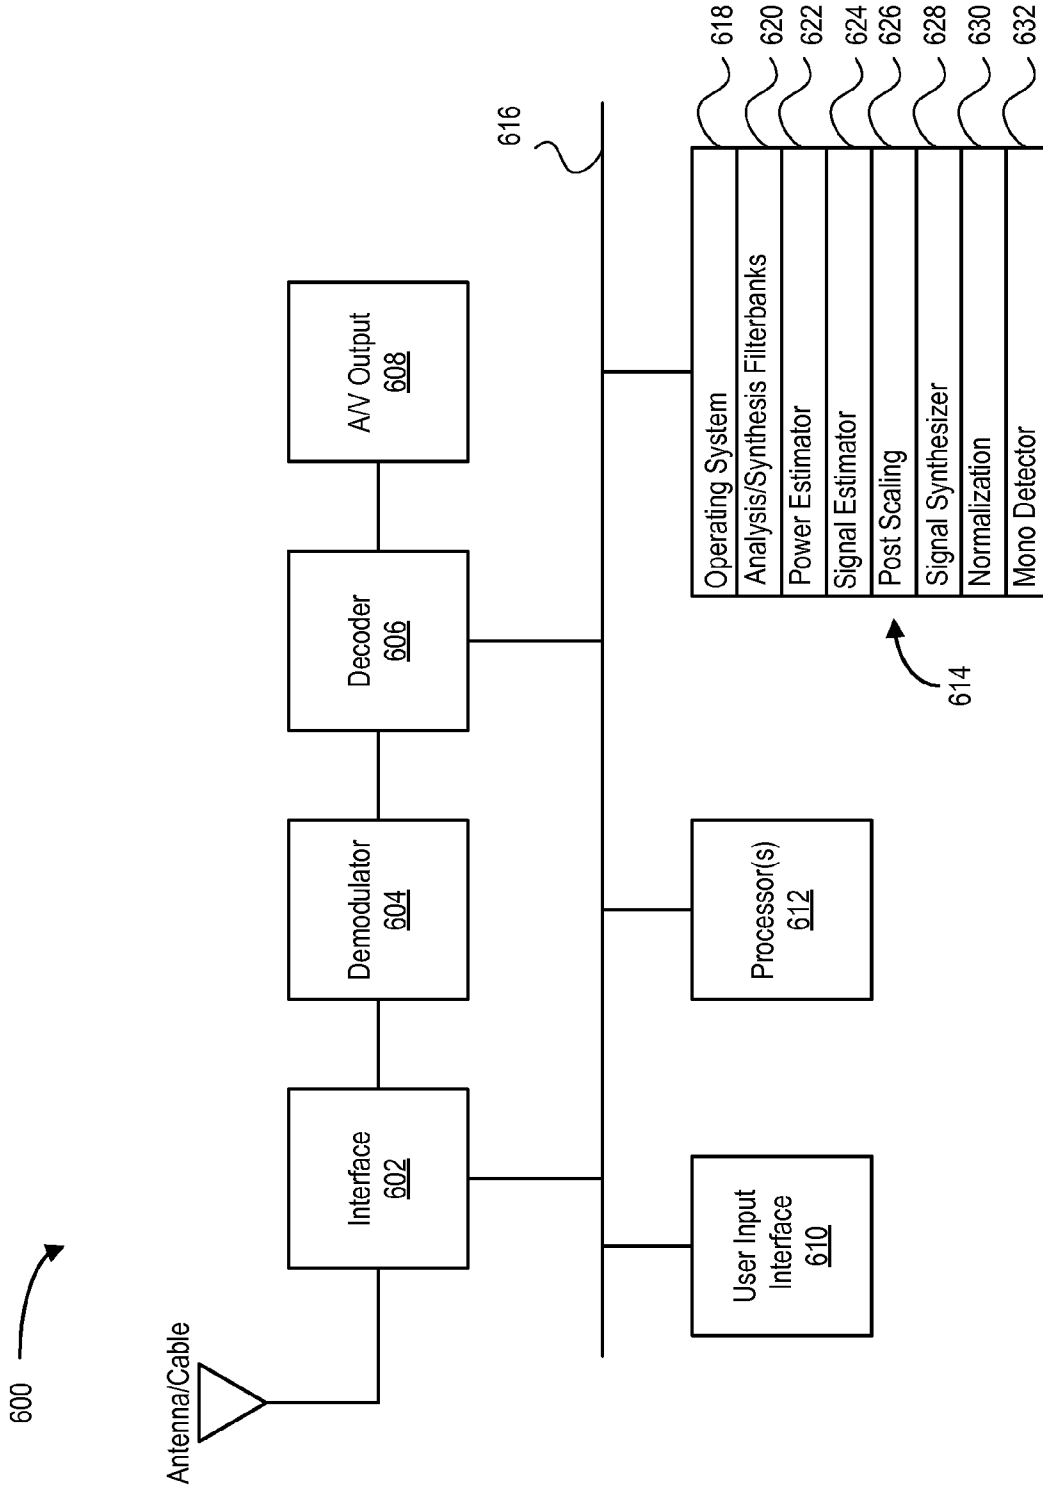 600
Antenna/Cable
Interface
602
Demodulator
604
Decoder
606
A/V Output
608
616
User Input
Interface
610
Processor(s)
612
614
Operating System
618
Analysis/Synthesis Filterbanks
620
Power Estimator
622
Signal Estimator
624
Post Scaling
626
Signal Synthesizer
628
Normalization
630
Mono Detector
632